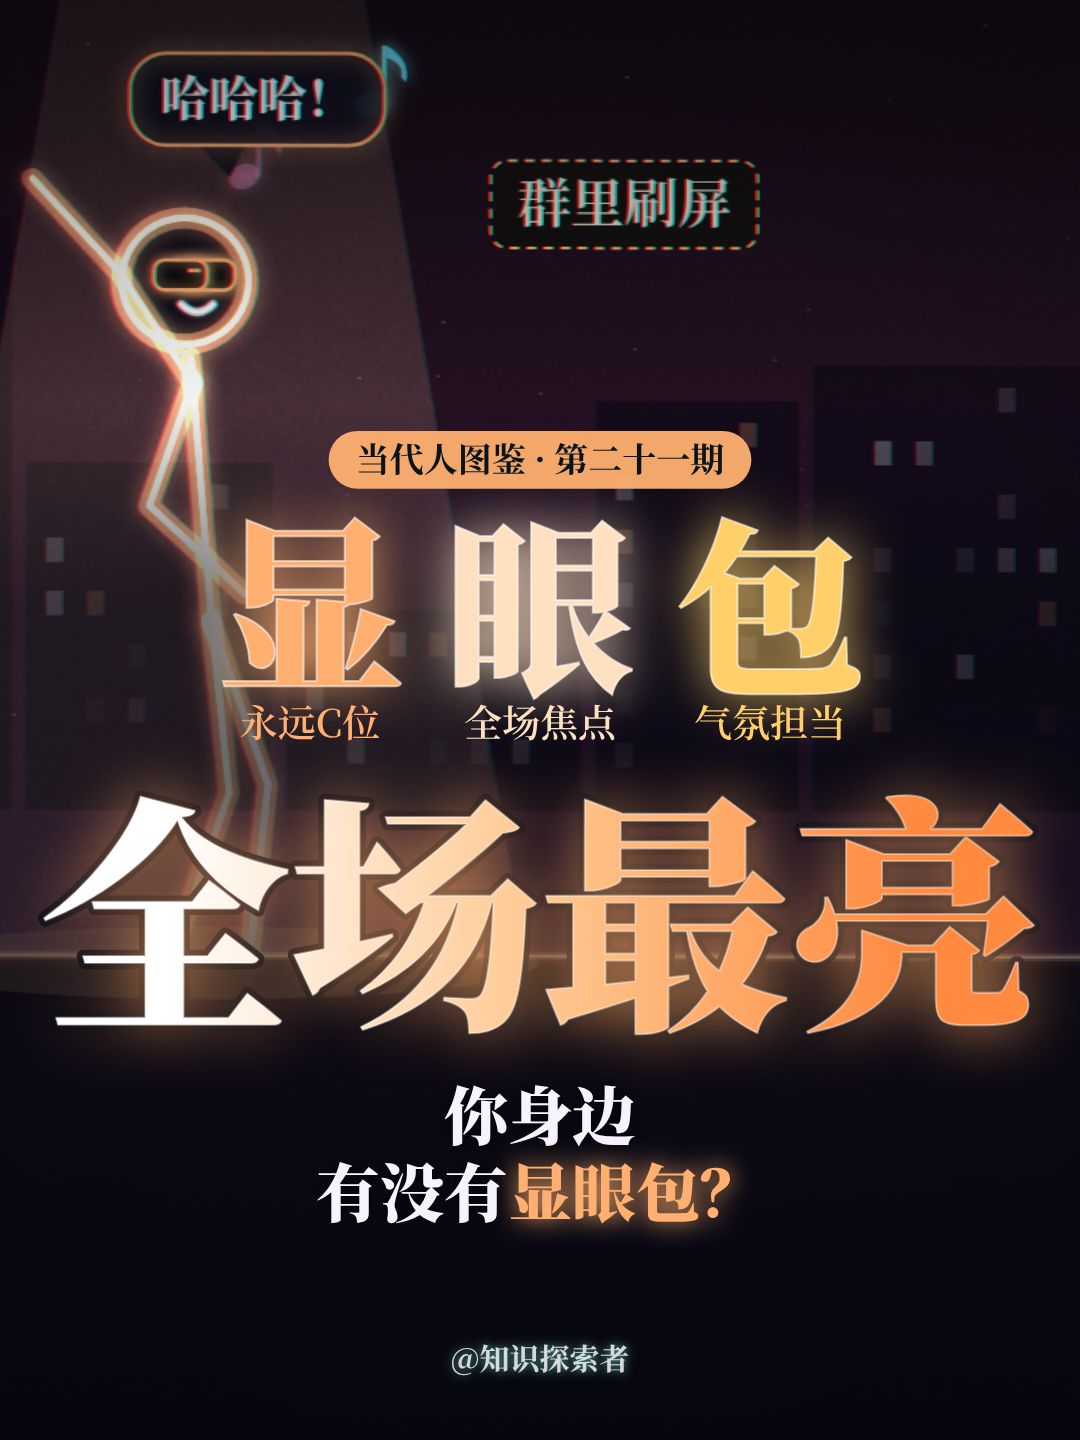 哈哈哈！
群里刷屏
当代人图鉴·第二十一期
显 眼 包
永远C位 全场焦点 气氛担当
全场最亮
你身边
有没有显眼包？
@知识探索者